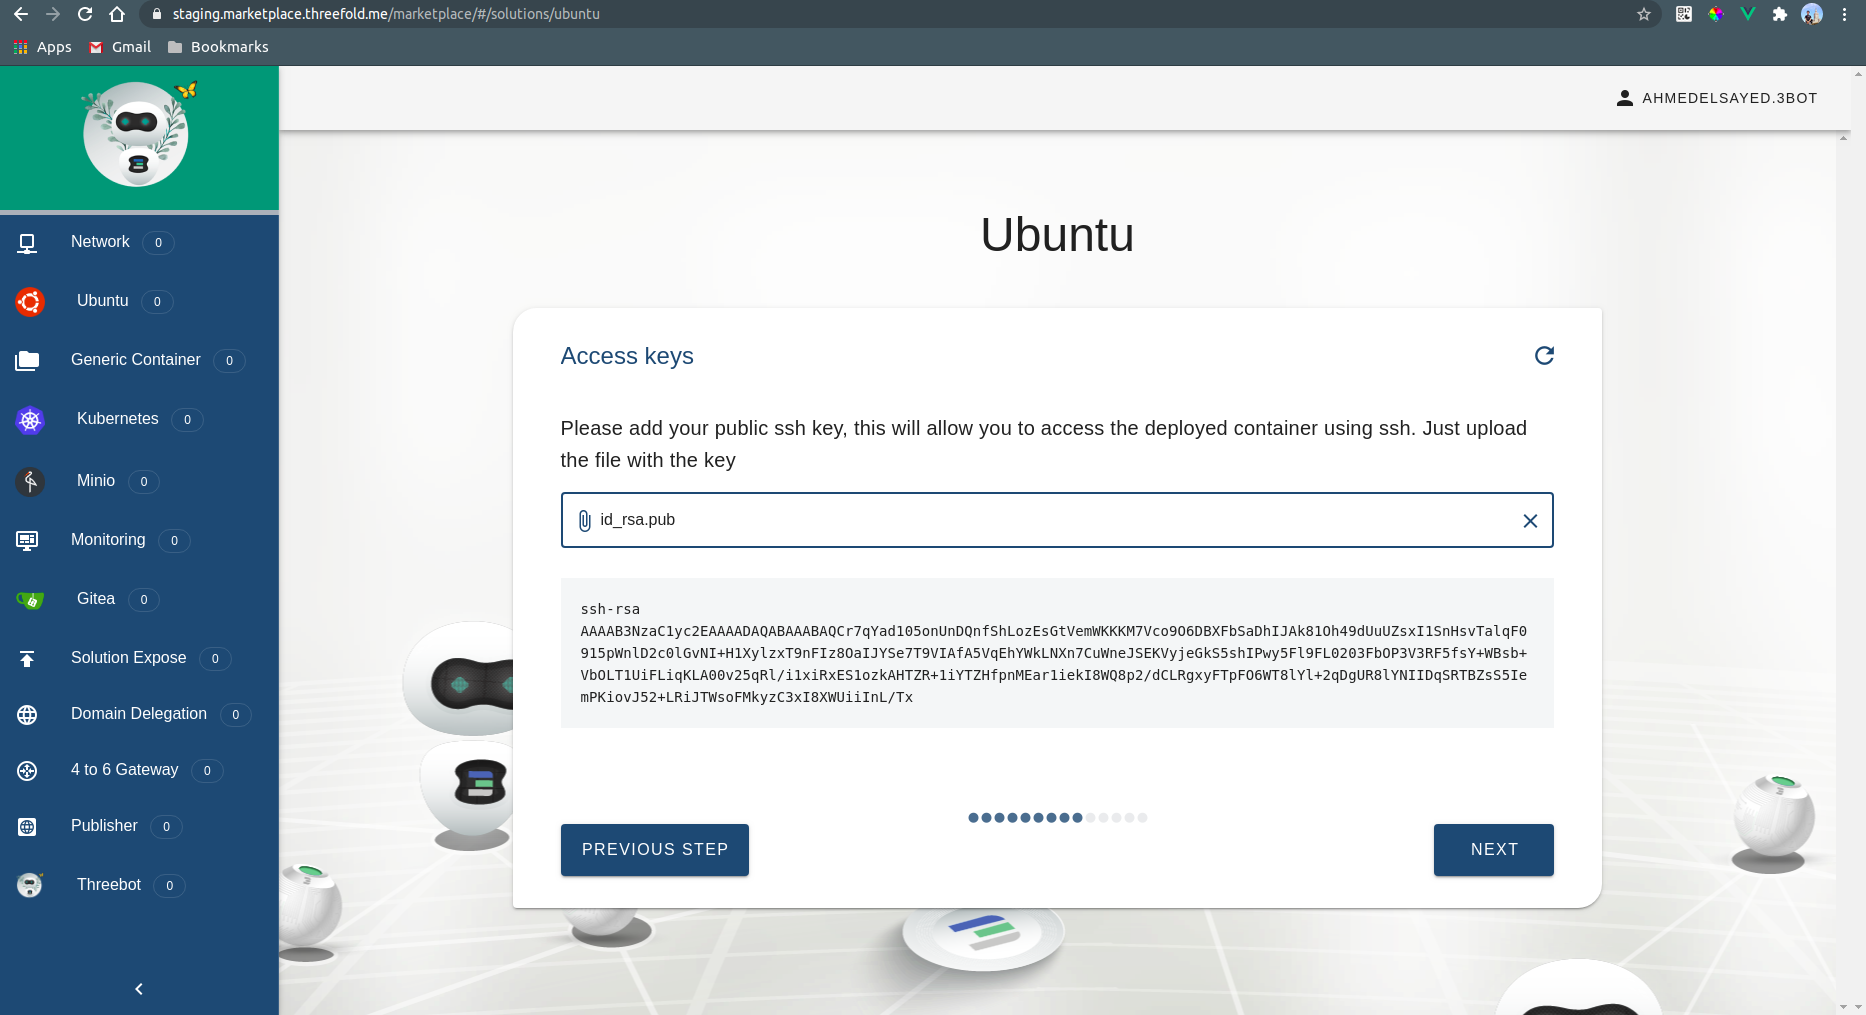 staging.marketplace.threefold.me/marketplace/#/solutions/ubuntu
Apps Gmail Bookmarks
AHMEDELSAYED.3BOT
Network 0
Ubuntu 0
Generic Container 0
Kubernetes 0
Minio 0
Monitoring 0
Gitea 0
Solution Expose 0
Domain Delegation 0
4 to 6 Gateway 0
Publisher 0
Threebot 0
Ubuntu
Access keys
Please add your public ssh key, this will allow you to access the deployed container using ssh. Just upload
the file with the key
id_rsa.pub
ssh-rsa
AAAAB3NzaC1yc2EAAAADAQABAAABAQCr7qYad105onUnDQnfShLozEsGtVemWKKKM7Vco9O6DBXFbSaDhIJAk81Oh49dUuUZsxI1SnHsvTalqF0
915pWnlD2c0lGvNI+H1XylzxT9nFIz8OaIJYSe7T9VIAfA5VqEhYWkLNXn7CuWneJSEKVyjeGkS5shIPwy5Fl9FL0203FbOP3V3RF5fsY+WBsb+
VbOLT1UiFLiqKLA00v25qRl/i1xiRxES1ozkAHTZR+1iYTZHfpnMEar1iekI8WQ8p2/dCLRgxyFTpFO6WT8lYl+2qDgUR8lYNIIDqSRTBZsS5Ie
mPKiovJ52+LRiJTWsoFMkyzC3xI8XWUiiInL/Tx
PREVIOUS STEP
NEXT